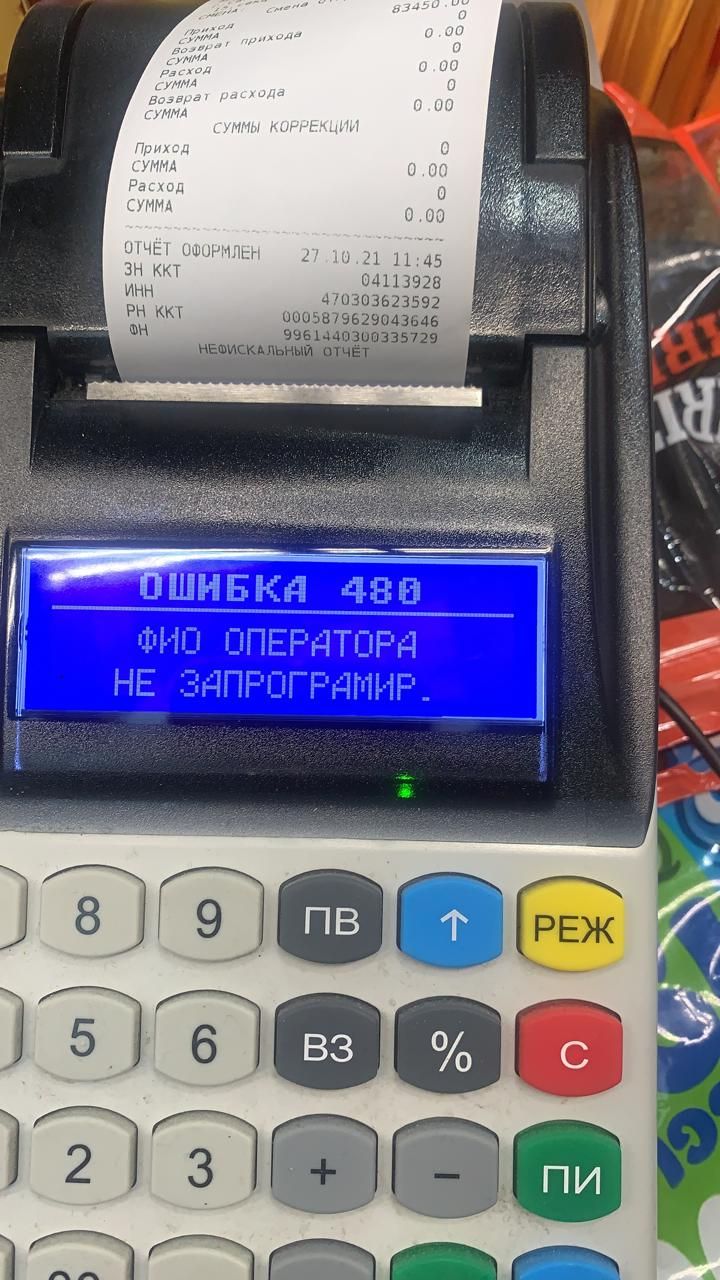 СМЕНА: Смена
83450.00
Приход 0
СУММА 0.00
Возврат прихода 0
СУММА 0.00
Расход 0
СУММА 0.00
Возврат расхода 0
СУММА 0.00
СУММЫ КОРРЕКЦИИ
Приход 0
СУММА 0.00
Расход 0
СУММА 0.00
ОТЧЁТ ОФОРМЛЕН 27.10.21 11:45
ЗН ККТ 04113928
ИНН 470303623592
РН ККТ 0005879629043646
ФН 9961440300335729
НЕФИСКАЛЬНЫЙ ОТЧЁТ
ОШИБКА 480
ФИО ОПЕРАТОРА
НЕ ЗАПРОГРАМИР.
8 9 ПВ ↑ РЕЖ
5 6 ВЗ % С
2 3 + − ПИ
00